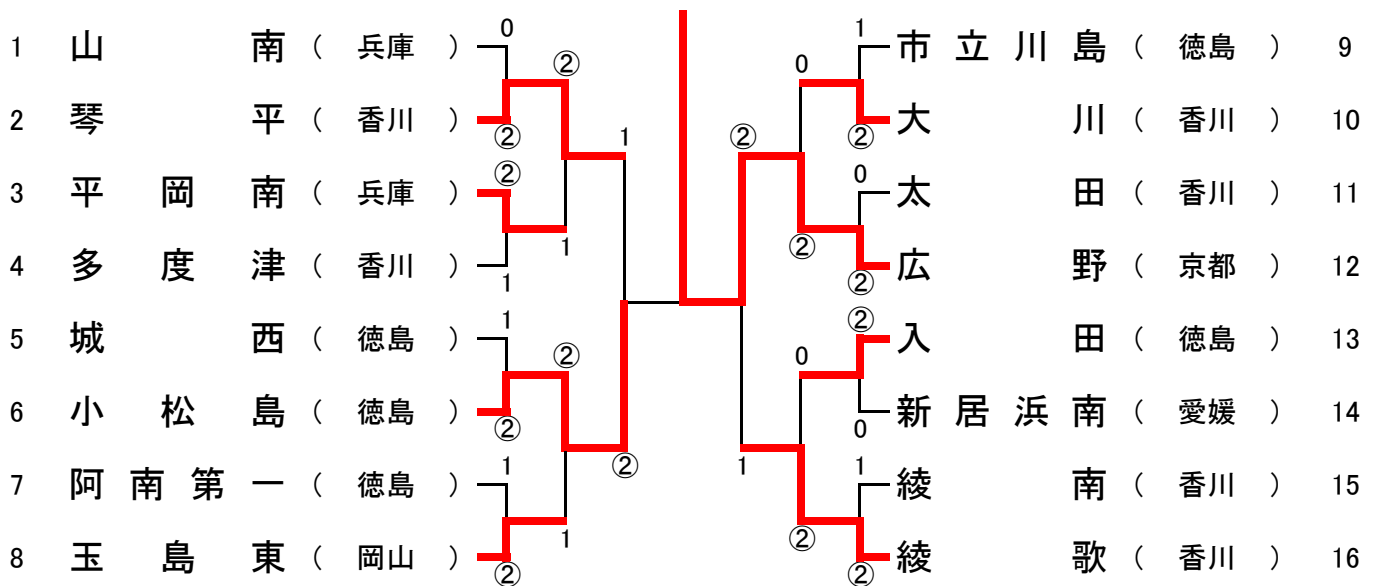 0 1
1 山南 ( 兵庫 ) 市立川島 ( 徳島 ) 9
② 0
2 琴平 ( 香川 ) 大川 ( 香川 ) 10
② 1 ② ②
② 0
3 平岡南 ( 兵庫 ) 太田 ( 香川 ) 11
1 ②
4 多度津 ( 香川 ) 広野 ( 京都 ) 12
1 ②
1 ②
5 城西 ( 徳島 ) 入田 ( 徳島 ) 13
② 0
6 小松島 ( 徳島 ) 新居浜南 ( 愛媛 ) 14
② 0
1 ② 1 1
7 阿南第一 ( 徳島 ) 綾南 ( 香川 ) 15
1 ②
8 玉島東 ( 岡山 ) 綾歌 ( 香川 ) 16
② ②